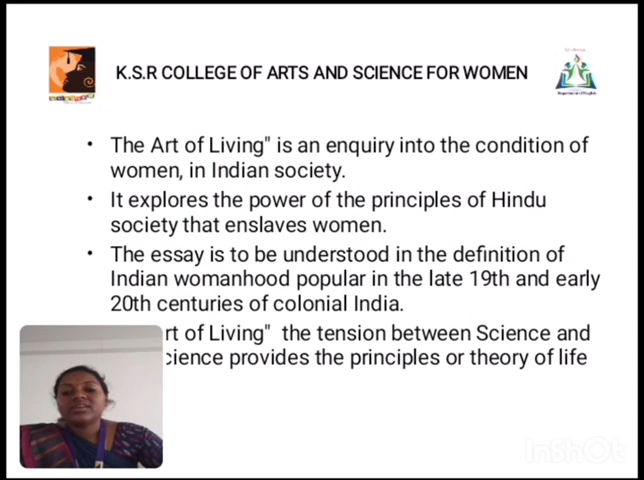 K.S.R COLLEGE OF ARTS AND SCIENCE FOR WOMEN
• The Art of Living" is an enquiry into the condition of
women, in Indian society.
• It explores the power of the principles of Hindu
society that enslaves women.
• The essay is to be understood in the definition of
Indian womanhood popular in the late 19th and early
20th centuries of colonial India.
rt of Living" the tension between Science and
cience provides the principles or theory of life
InShOt